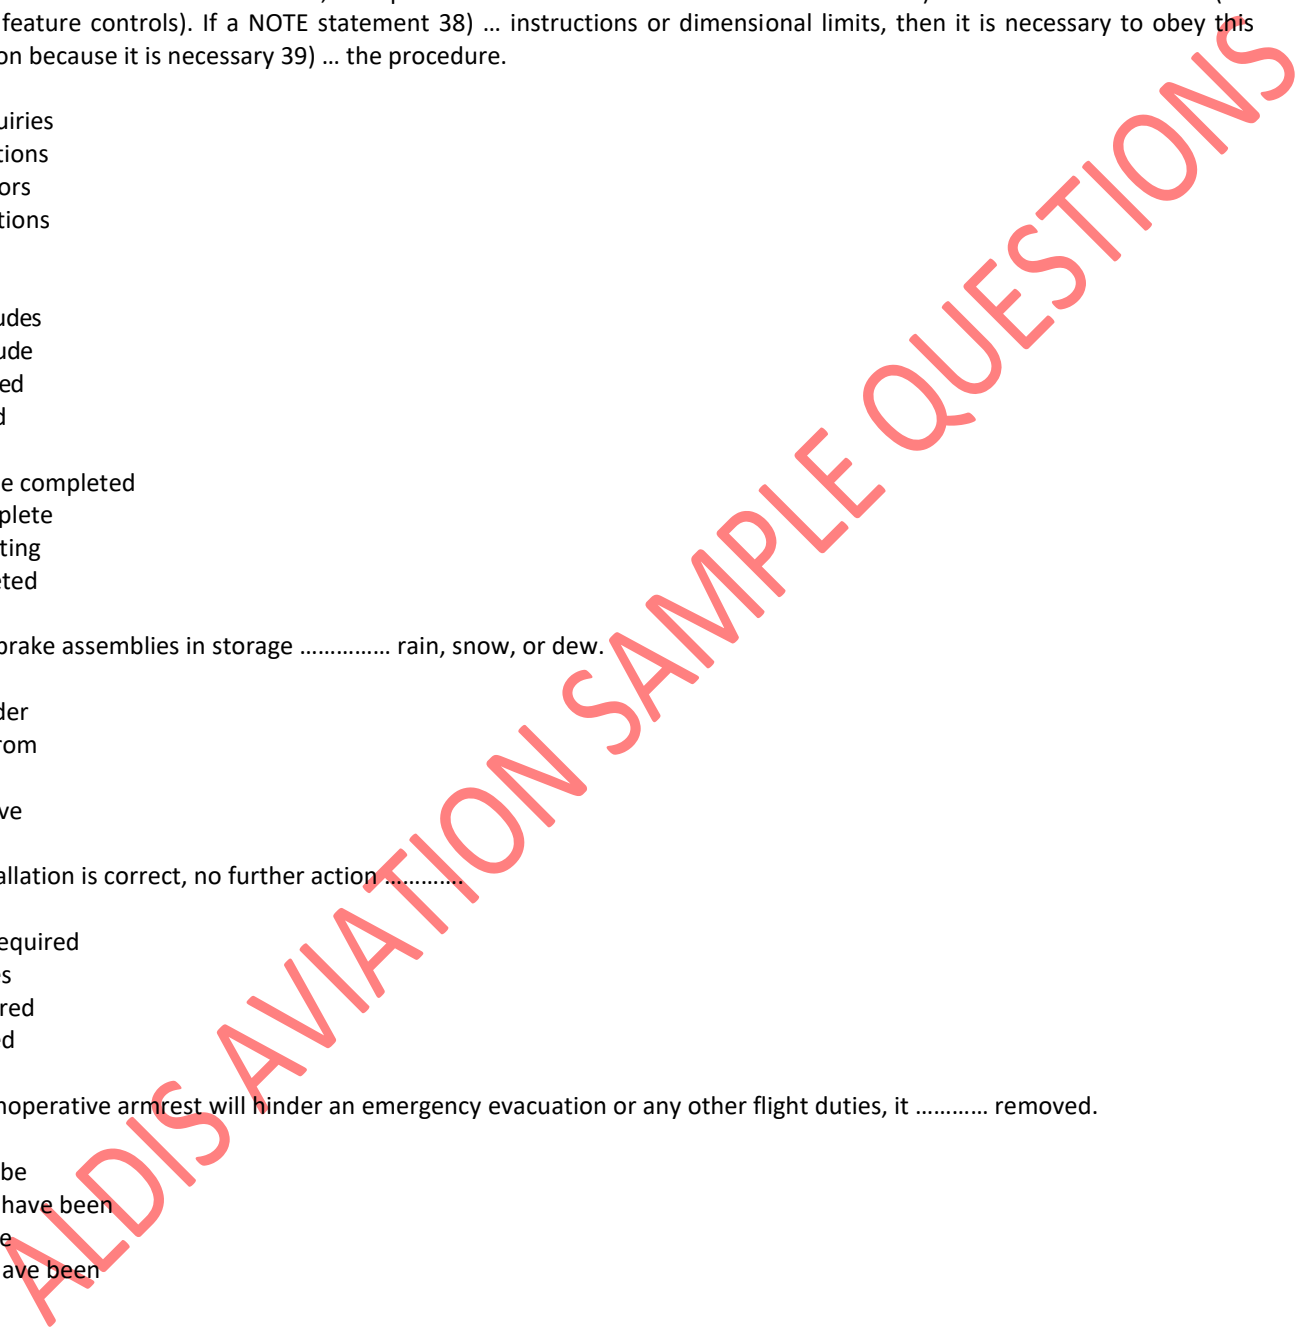 feature controls). If a NOTE statement 38) … instructions or dimensional limits, then it is necessary to obey this
on because it is necessary 39) … the procedure.
uiries
tions
ors
tions
udes
ude
ed
d
e completed
plete
ting
eted
brake assemblies in storage …………… rain, snow, or dew.
der
rom
ve
allation is correct, no further action ………….
equired
es
red
ed
noperative armrest will hinder an emergency evacuation or any other flight duties, it ………… removed.
be
have been
e
ave been
ALDIS AVIATION SAMPLE QUESTIONS